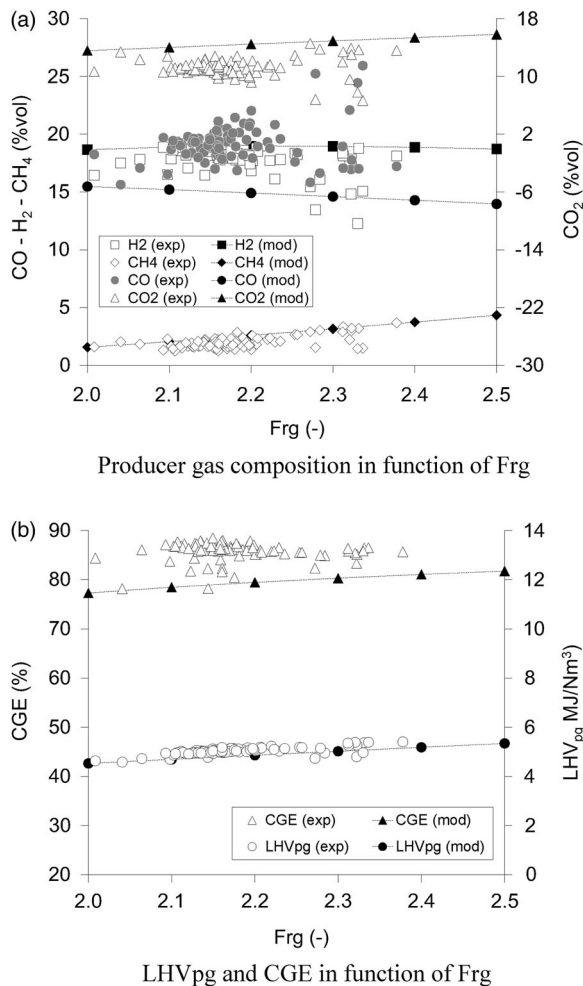 (a)
30
25
20
15
10
5
0
CO - H₂ - CH₄ (%vol)
18
10
2
-6
-14
-22
-30
CO₂ (%vol)
H2 (exp) H2 (mod)
CH4 (exp) CH4 (mod)
CO (exp) CO (mod)
CO2 (exp) CO2 (mod)
2.0 2.1 2.2 2.3 2.4 2.5
Frg (-)
Producer gas composition in function of Frg
(b)
90
80
70
60
50
40
30
20
CGE (%)
14
12
10
8
6
4
2
0
LHVpg MJ/Nm³
CGE (exp) CGE (mod)
LHVpg (exp) LHVpg (mod)
2.0 2.1 2.2 2.3 2.4 2.5
Frg (-)
LHVpg and CGE in function of Frg